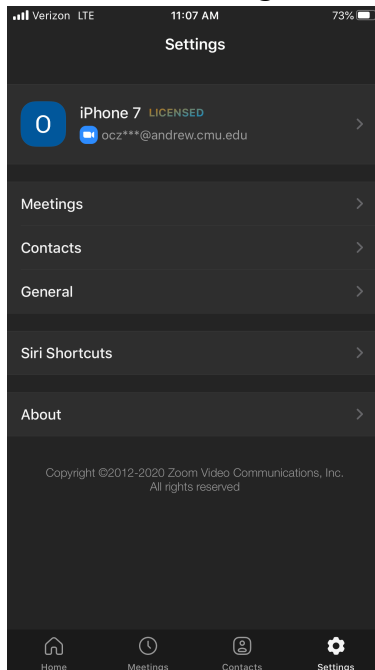 Verizon LTE 11:07 AM 73%
Settings
O
iPhone 7 LICENSED
ocz***@andrew.cmu.edu
Meetings
Contacts
General
Siri Shortcuts
About
Copyright ©2012-2020 Zoom Video Communications, Inc.
All rights reserved
Home Meetings Contacts Settings